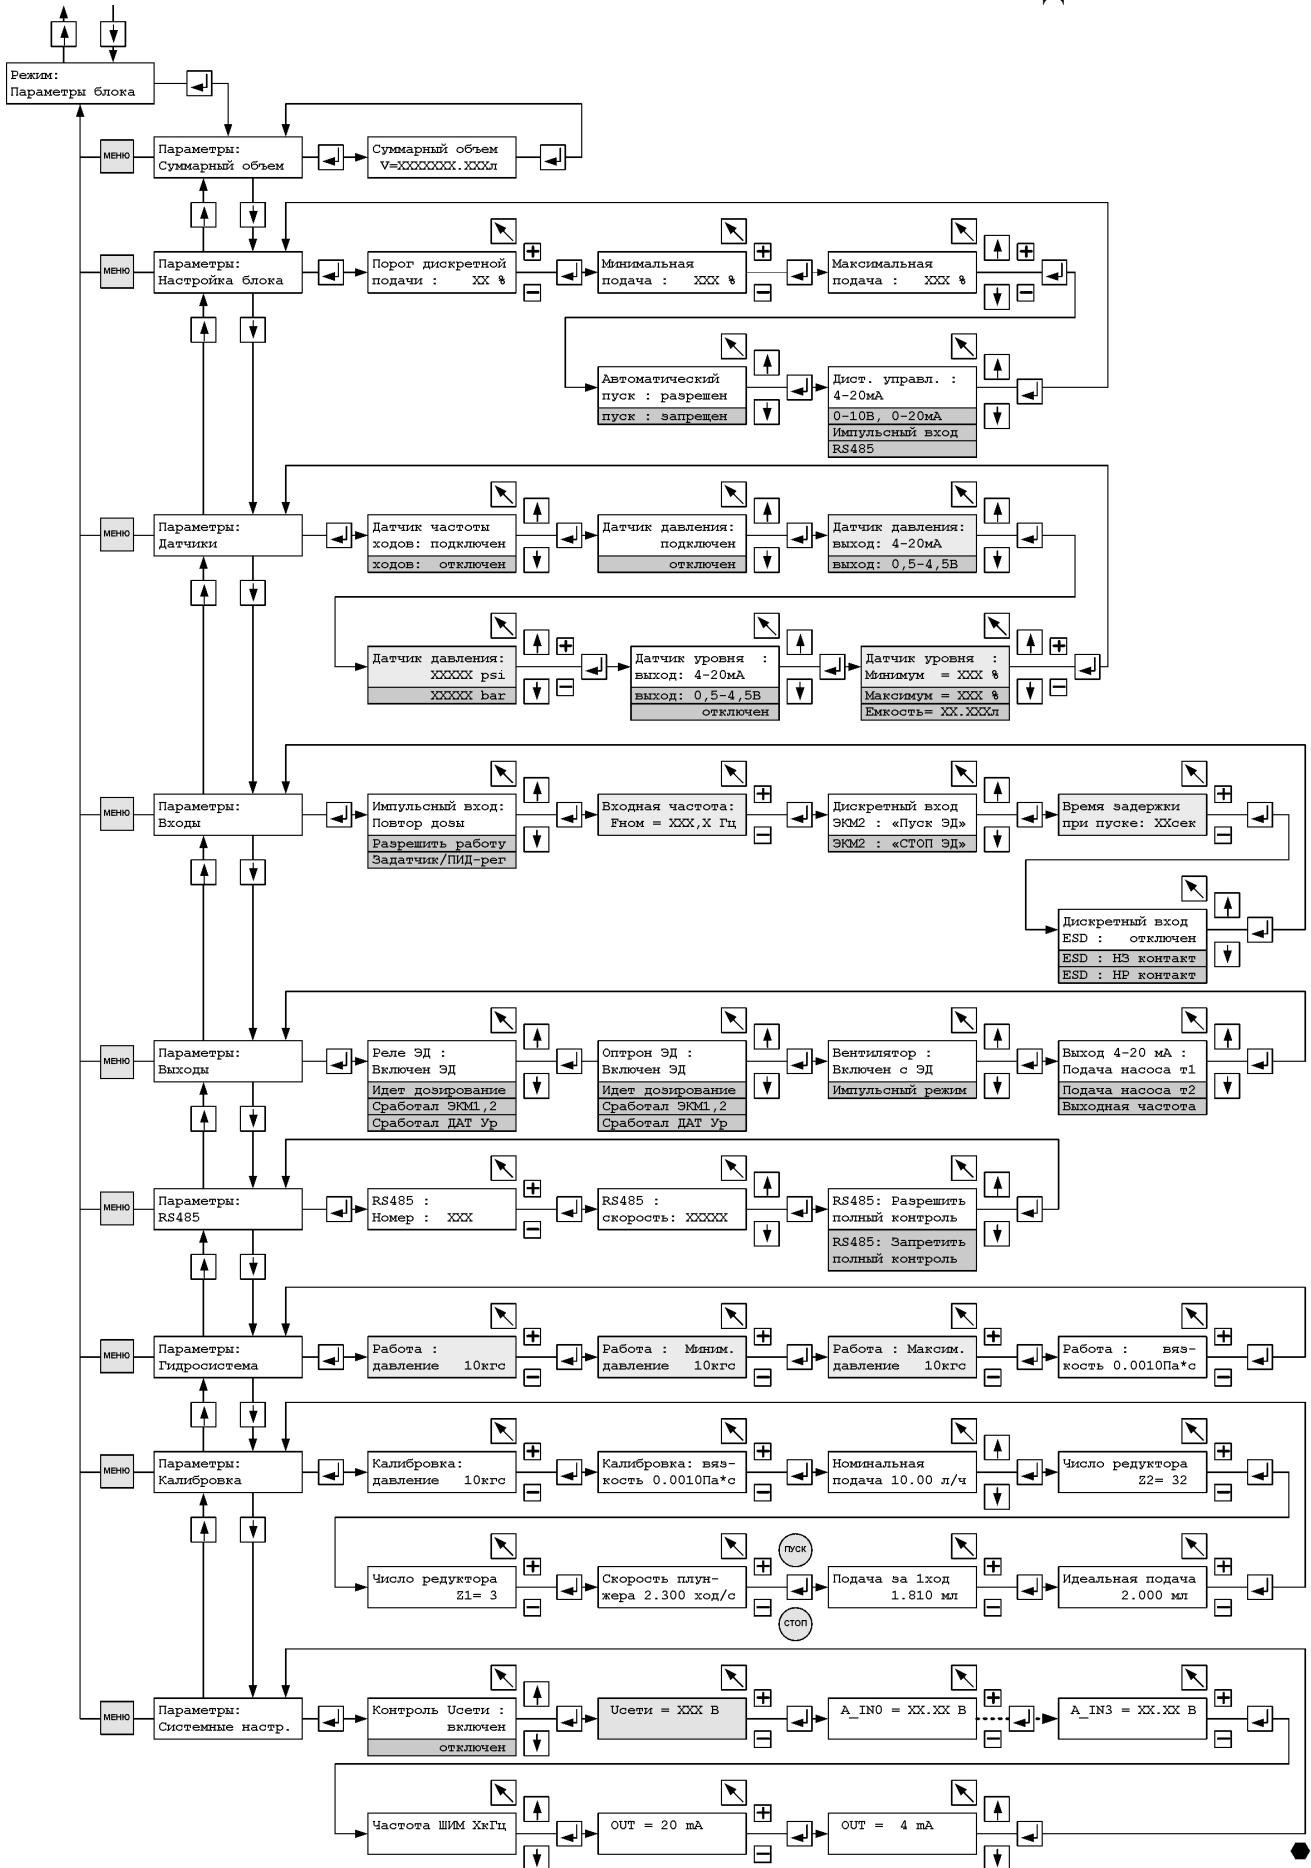 Режим:
Параметры блока
МЕНЮ
Параметры:
Суммарный объем
Суммарный объем
V=XXXXXXX.XXXл
МЕНЮ
Параметры:
Настройка блока
Порог дискретной
подачи : XX %
Минимальная
подача : XXX %
Максимальная
подача : XXX %
Автоматический
пуск : разрешен
пуск : запрещен
Дист. управл. :
4-20мА
0-10В, 0-20мА
Импульсный вход
RS485
МЕНЮ
Параметры:
Датчики
Датчик частоты
ходов: подключен
ходов: отключен
Датчик давления:
подключен
отключен
Датчик давления:
выход: 4-20мА
выход: 0,5-4,5В
Датчик давления:
XXXXX psi
XXXXX bar
Датчик уровня :
выход: 4-20мА
выход: 0,5-4,5В
отключен
Датчик уровня :
Минимум = XXX %
Максимум = XXX %
Емкость= XX.XXXл
МЕНЮ
Параметры:
Входы
Импульсный вход:
Повтор дозы
Разрешить работу
Задатчик/ПИД-рег
Входная частота:
Fном = XXX,X Гц
Дискретный вход
ЭКМ2 : «Пуск ЭД»
ЭКМ2 : «СТОП ЭД»
Время задержки
при пуске: XXсек
Дискретный вход
ESD : отключен
ESD : НЗ контакт
ESD : НР контакт
МЕНЮ
Параметры:
Выходы
Реле ЭД :
Включен ЭД
Идет дозирование
Сработал ЭКМ1,2
Сработал ДАТ Ур
Оптрон ЭД :
Включен ЭД
Идет дозирование
Сработал ЭКМ1,2
Сработал ДАТ Ур
Вентилятор :
Включен с ЭД
Импульсный режим
Выход 4-20 мА :
Подача насоса т1
Подача насоса т2
Выходная частота
МЕНЮ
Параметры:
RS485
RS485 :
Номер : XXX
RS485 :
скорость: XXXXX
RS485: Разрешить
полный контроль
RS485: Запретить
полный контроль
МЕНЮ
Параметры:
Гидросистема
Работа :
давление 10кгс
Работа : Миним.
давление 10кгс
Работа : Максим.
давление 10кгс
Работа : вяз-
кость 0.0010Па*с
МЕНЮ
Параметры:
Калибровка
Калибровка:
давление 10кгс
Калибровка: вяз-
кость 0.0010Па*с
Номинальная
подача 10.00 л/ч
Число редуктора
Z2= 32
Число редуктора
Z1= 3
Скорость плун-
жера 2.300 ход/с
ПУСК
СТОП
Подача за 1ход
1.810 мл
Идеальная подача
2.000 мл
МЕНЮ
Параметры:
Системные настр.
Контроль Uсети :
включен
отключен
Uсети = XXX В
A_IN0 = XX.XX В
A_IN3 = XX.XX В
Частота ШИМ XкГц
OUT = 20 mA
OUT = 4 mA